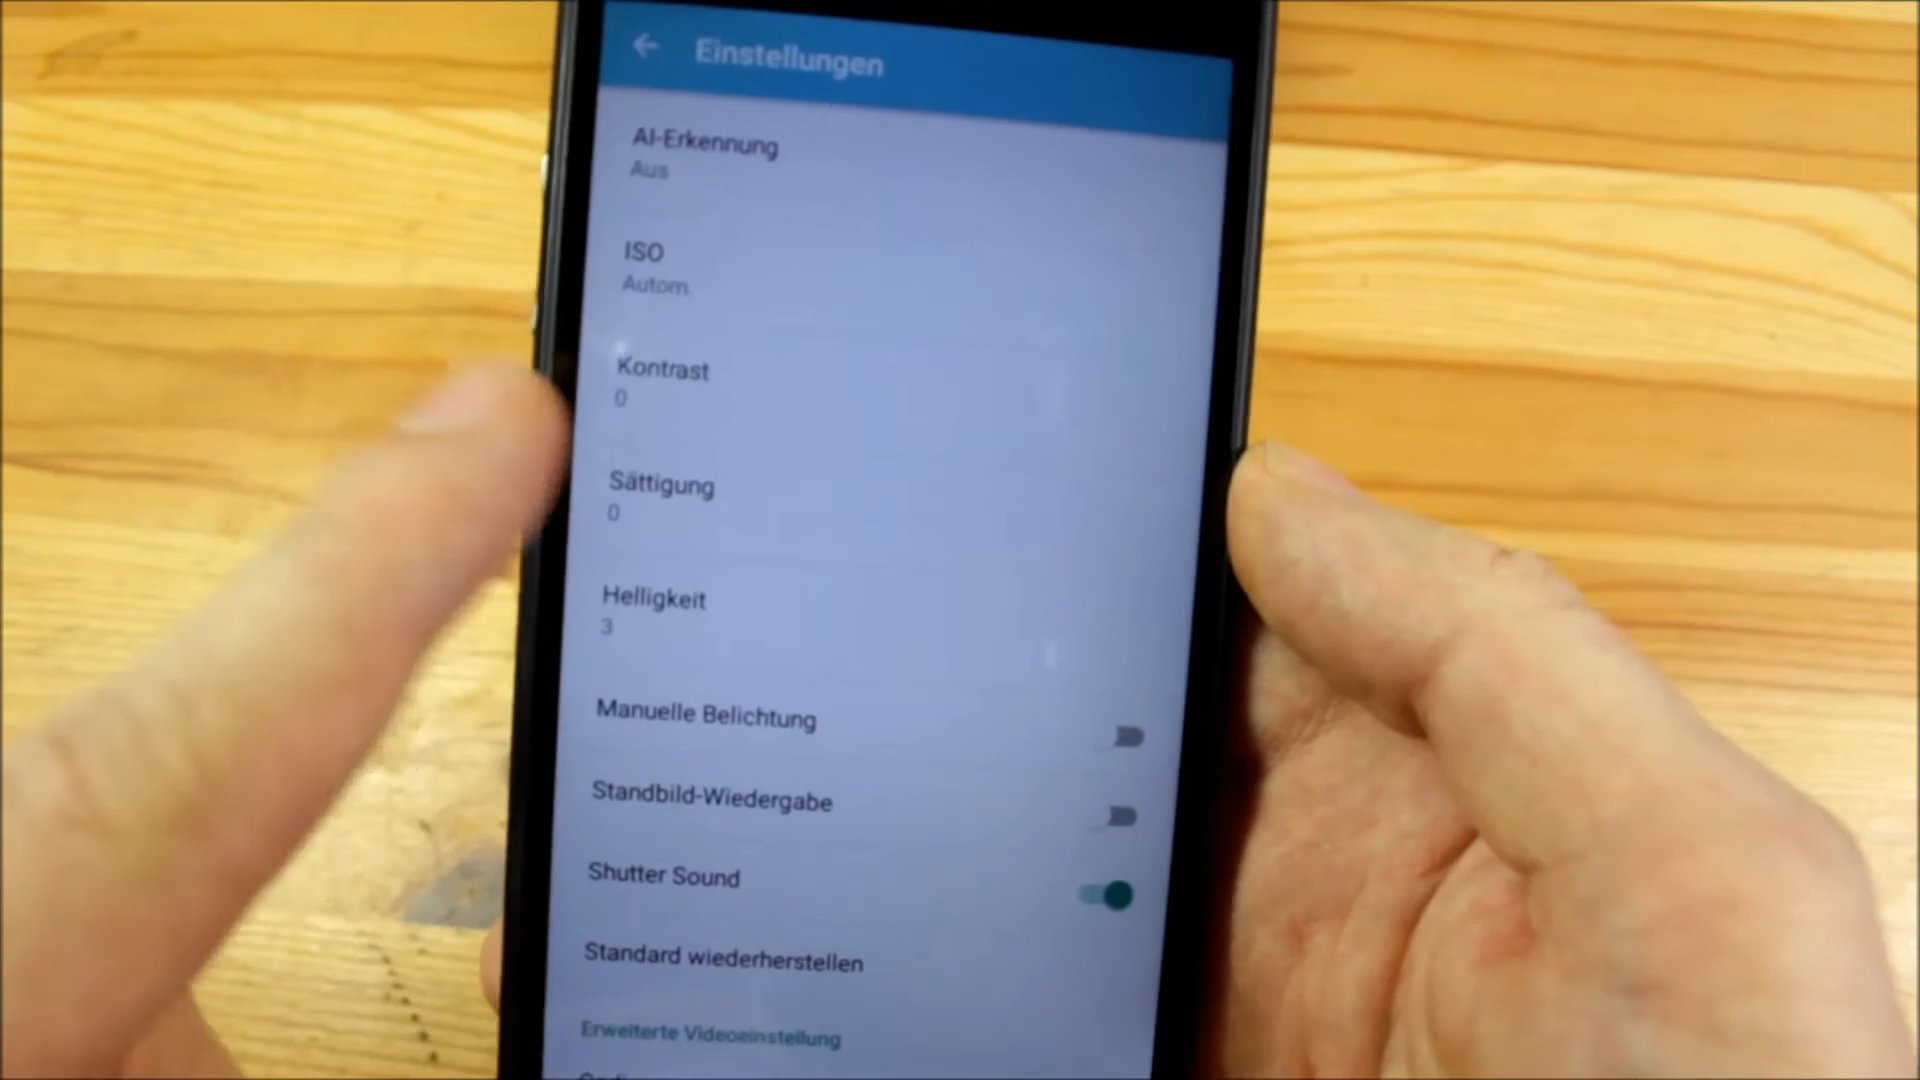 Einstellungen
AI-Erkennung
Aus
ISO
Autom.
Kontrast
0
Sättigung
0
Helligkeit
3
Manuelle Belichtung
Standbild-Wiedergabe
Shutter Sound
Standard wiederherstellen
Erweiterte Videoeinstellung